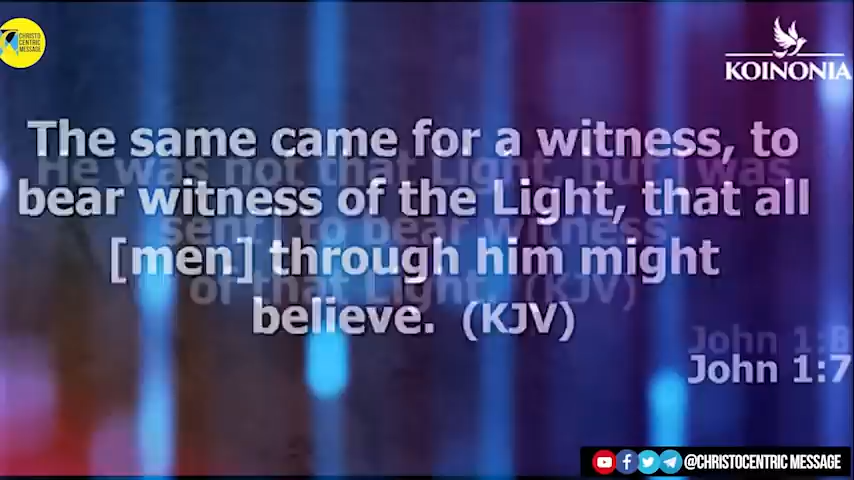 CHRISTO
CENTRIC
MESSAGE
KOINONIA
The same came for a witness, to
bear witness of the Light, that all
[men] through him might
believe. (KJV)
He was not that Light, but [was
sent] to bear witness
of that Light. (KJV)
John 1:8
John 1:7
@CHRISTOCENTRIC MESSAGE